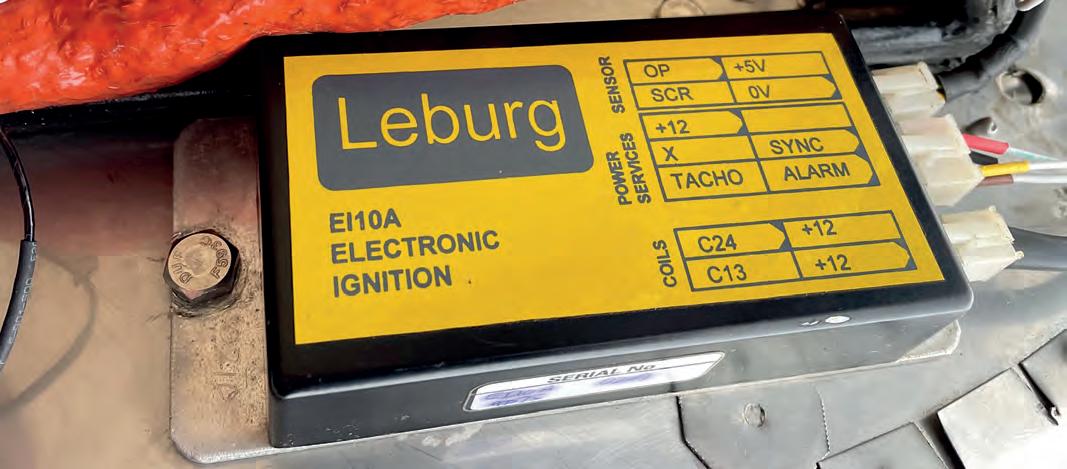 Leburg
EI10A
ELECTRONIC
IGNITION
SENSOR
OP +5V
SCR 0V
POWER
SERVICES
+12
X SYNC
TACHO ALARM
COILS
C24 +12
C13 +12
SERIAL No